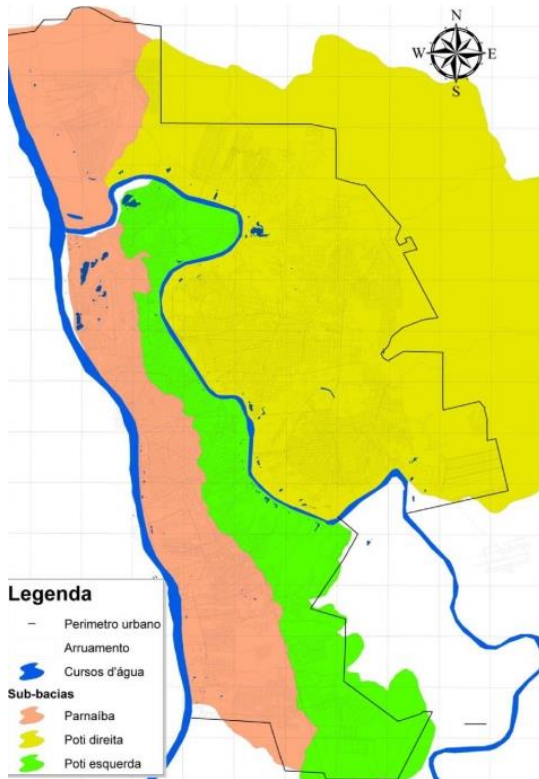 N
W E
S
Legenda
Perimetro urbano
Arruamento
Cursos d'água
Sub-bacias
Parnaíba
Poti direita
Poti esquerda